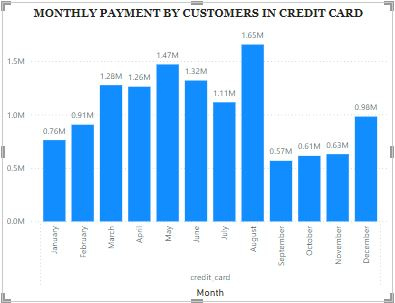 MONTHLY PAYMENT BY CUSTOMERS IN CREDIT CARD
1.65M
1.47M
1.5M
1.28M
1.26M
1.32M
1.11M
1.0M
0.91M
0.98M
0.76M
0.57M
0.61M
0.63M
0.5M
0.0M
January
February
March
April
May
June
July
August
September
October
November
December
credit_card
Month